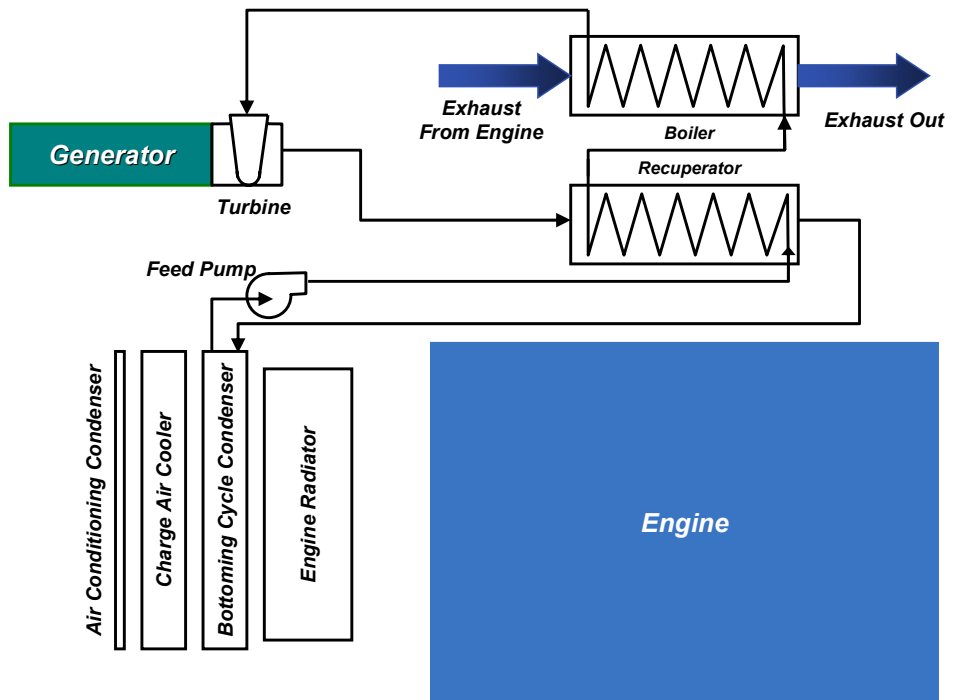 Exhaust
From Engine
Boiler
Exhaust Out
Generator
Recuperator
Turbine
Feed Pump
Air Conditioning Condenser
Charge Air Cooler
Bottoming Cycle Condenser
Engine Radiator
Engine